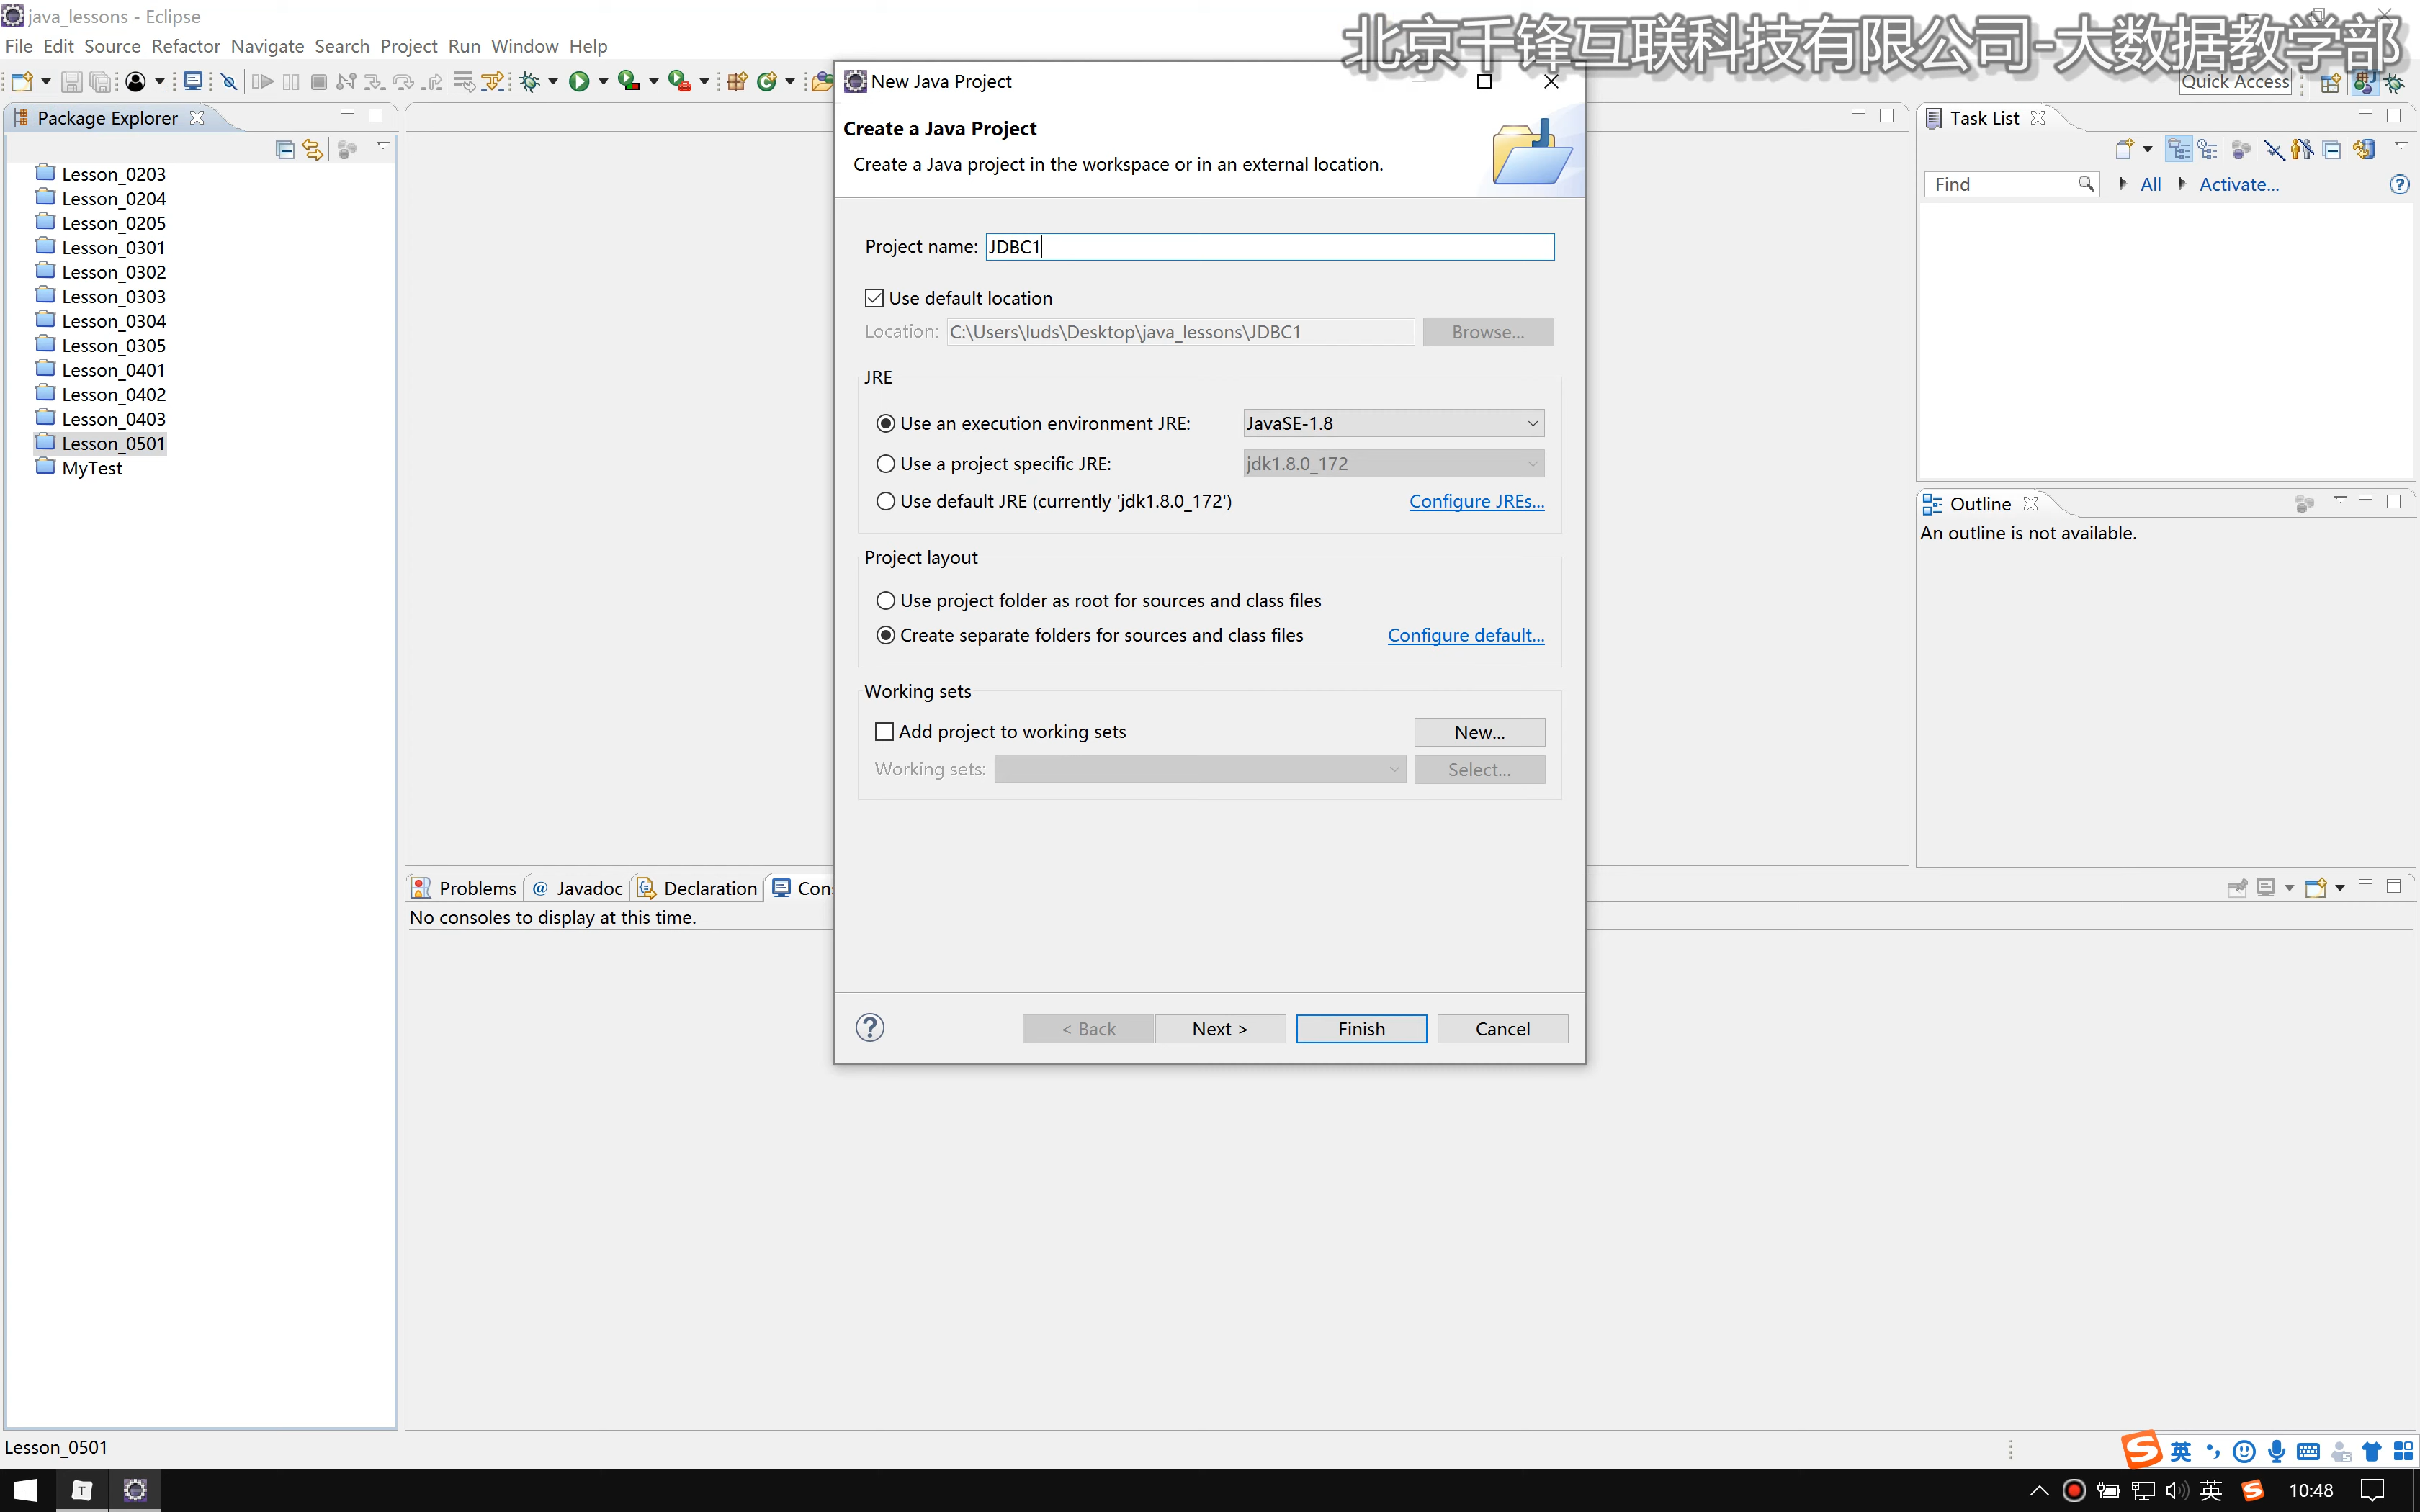 java_lessons - Eclipse
北京千锋互联科技有限公司-大数据教学部
File Edit Source Refactor Navigate Search Project Run Window Help
Quick Access
Package Explorer
Lesson_0203
Lesson_0204
Lesson_0205
Lesson_0301
Lesson_0302
Lesson_0303
Lesson_0304
Lesson_0305
Lesson_0401
Lesson_0402
Lesson_0403
Lesson_0501
MyTest
New Java Project
Create a Java Project
Create a Java project in the workspace or in an external location.
Project name: JDBC1
Use default location
Location: C:\Users\luds\Desktop\java_lessons\JDBC1 Browse...
JRE
Use an execution environment JRE: JavaSE-1.8
Use a project specific JRE: jdk1.8.0_172
Use default JRE (currently 'jdk1.8.0_172') Configure JREs...
Project layout
Use project folder as root for sources and class files
Create separate folders for sources and class files Configure default...
Working sets
Add project to working sets New...
Working sets: Select...
< Back Next > Finish Cancel
Task List
Find All Activate...
Outline
An outline is not available.
Problems @ Javadoc Declaration Con
No consoles to display at this time.
Lesson_0501
英
英 10:48